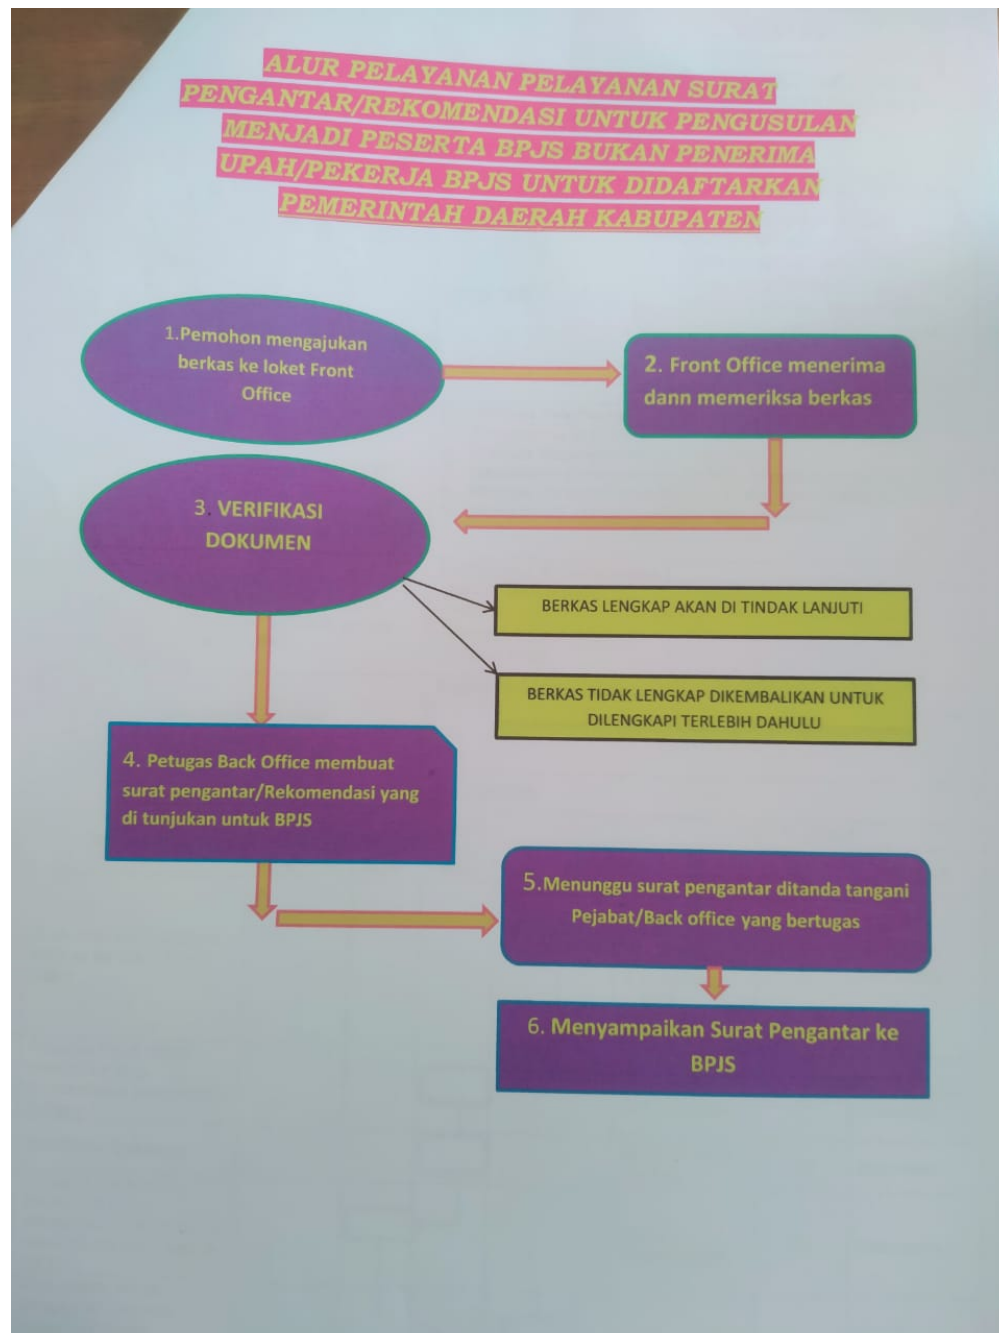 ALUR PELAYANAN PELAYANAN SURAT
PENGANTAR/REKOMENDASI UNTUK PENGUSULAN
MENJADI PESERTA BPJS BUKAN PENERIMA
UPAH/PEKERJA BPJS UNTUK DIDAFTARKAN
PEMERINTAH DAERAH KABUPATEN
1.Pemohon mengajukan
berkas ke loket Front
Office
2. Front Office menerima
dann memeriksa berkas
3. VERIFIKASI
DOKUMEN
BERKAS LENGKAP AKAN DI TINDAK LANJUTI
BERKAS TIDAK LENGKAP DIKEMBALIKAN UNTUK
DILENGKAPI TERLEBIH DAHULU
4. Petugas Back Office membuat
surat pengantar/Rekomendasi yang
di tunjukan untuk BPJS
5.Menunggu surat pengantar ditanda tangani
Pejabat/Back office yang bertugas
6. Menyampaikan Surat Pengantar ke
BPJS